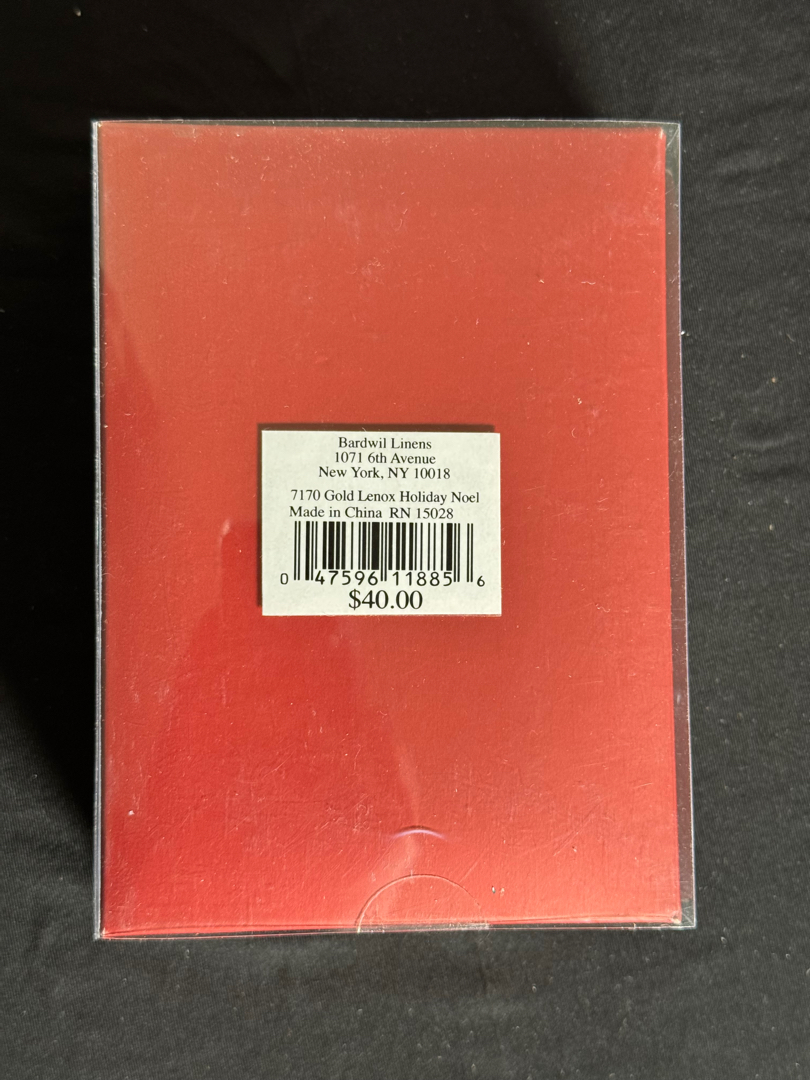 Bardwil Linens
1071 6th Avenue
New York, NY 10018
7170 Gold Lenox Holiday Noel
Made in China RN 15028
0 47596 11885 6
$40.00